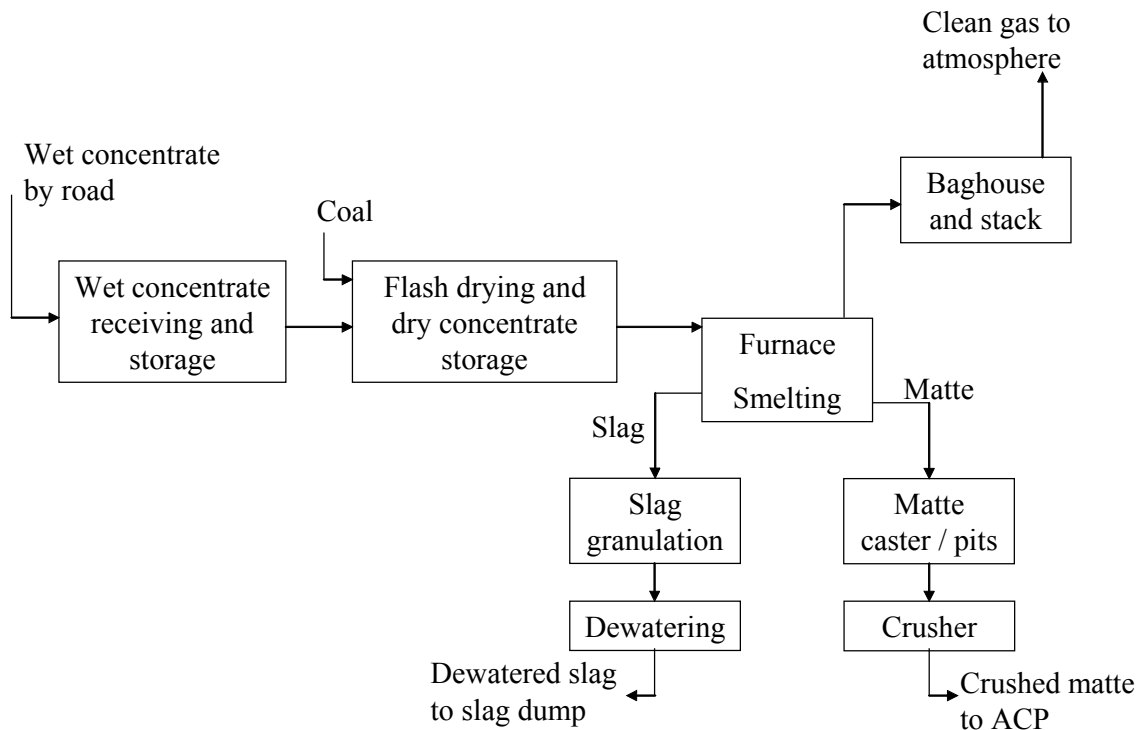 Clean gas to
atmosphere
Wet concentrate
by road
Baghouse
and stack
Coal
Wet concentrate
receiving and
storage
Flash drying and
dry concentrate
storage
Furnace
Smelting
Matte
Slag
Slag
granulation
Matte
caster / pits
Dewatering
Crusher
Dewatered slag
to slag dump
Crushed matte
to ACP